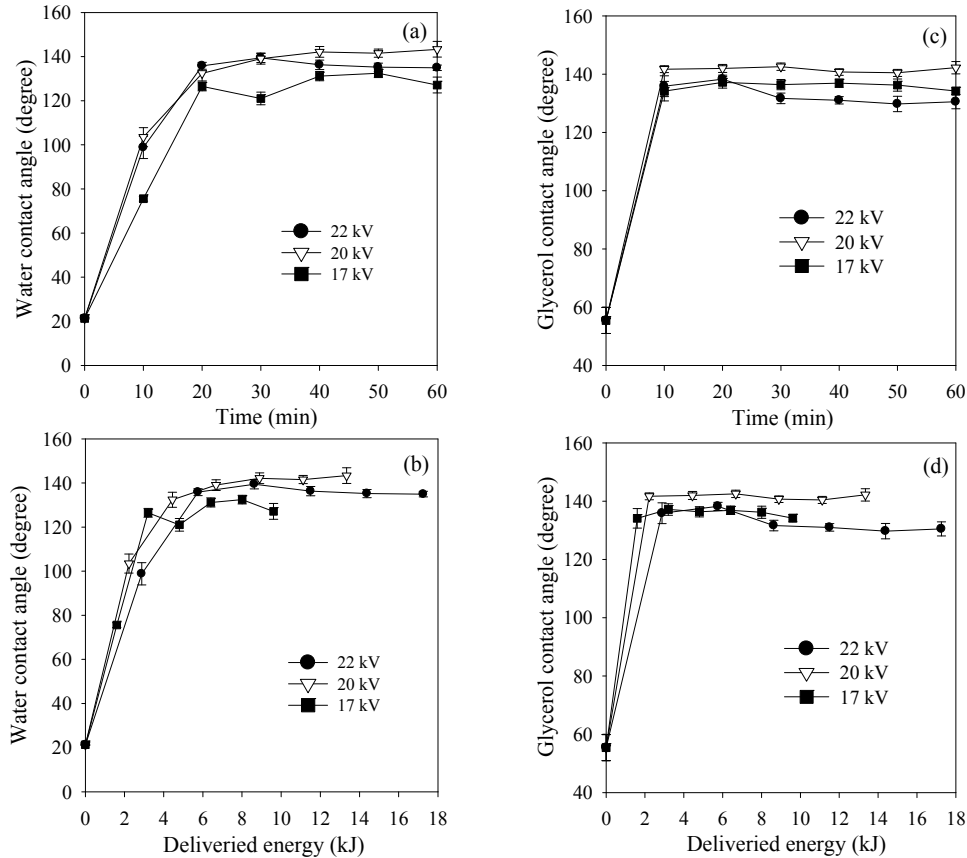 (a)
Water contact angle (degree)
160
140
120
100
80
60
40
20
0
22 kV
20 kV
17 kV
0 10 20 30 40 50 60
Time (min)
(c)
Glycerol contact angle (degree)
160
140
120
100
80
60
40
22 kV
20 kV
17 kV
0 10 20 30 40 50 60
Time (min)
(b)
Water contact angle (degree)
160
140
120
100
80
60
40
20
0
22 kV
20 kV
17 kV
0 2 4 6 8 10 12 14 16 18
Deliveried energy (kJ)
(d)
Glycerol contact angle (degree)
160
140
120
100
80
60
40
22 kV
20 kV
17 kV
0 2 4 6 8 10 12 14 16 18
Deliveried energy (kJ)